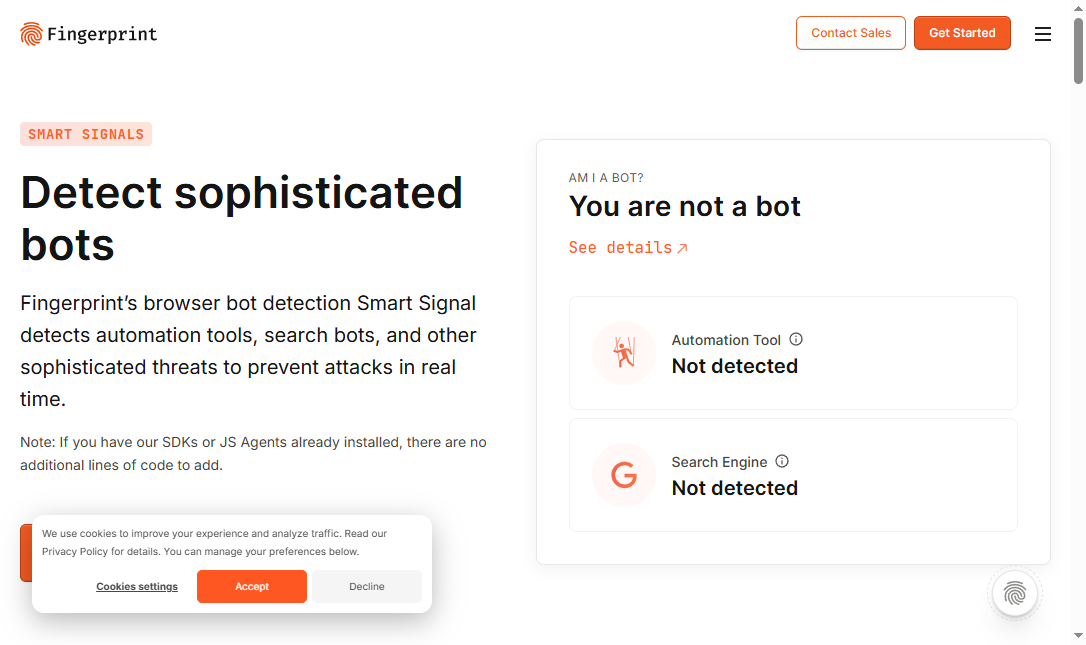 Fingerprint
Contact Sales
Get Started
SMART SIGNALS
Detect sophisticated
bots
Fingerprint's browser bot detection Smart Signal
detects automation tools, search bots, and other
sophisticated threats to prevent attacks in real
time.
Note: If you have our SDKs or JS Agents already installed, there are no
additional lines of code to add.
AM I A BOT?
You are not a bot
See details
Automation Tool
Not detected
Search Engine
Not detected
We use cookies to improve your experience and analyze traffic. Read our
Privacy Policy for details. You can manage your preferences below.
Cookies settings
Accept
Decline